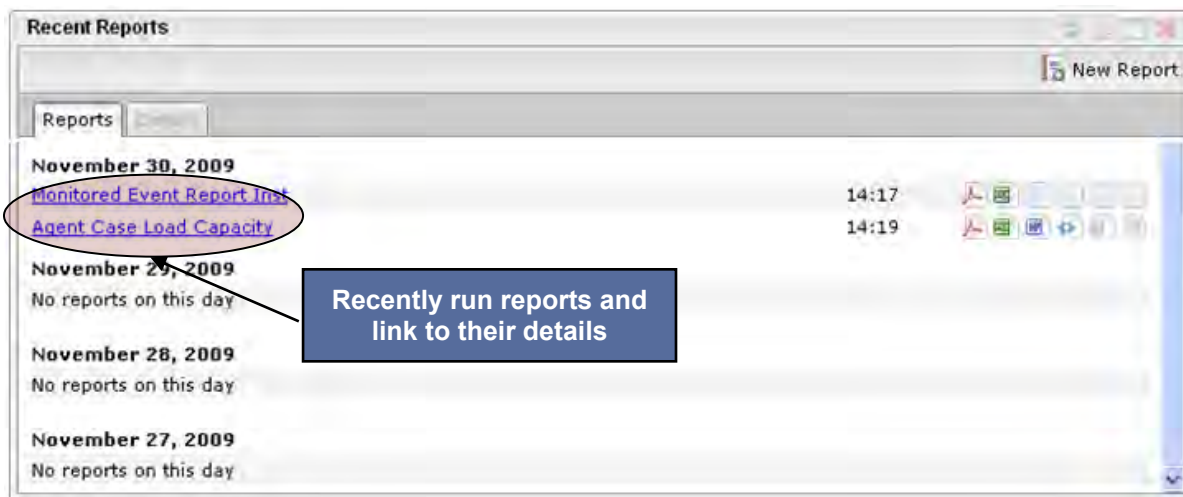 Recent Reports
New Report
Reports
November 30, 2009
Monitored Event Report Inst 14:17
Agent Case Load Capacity 14:19
November 29, 2009
No reports on this day
Recently run reports and
link to their details
November 28, 2009
No reports on this day
November 27, 2009
No reports on this day